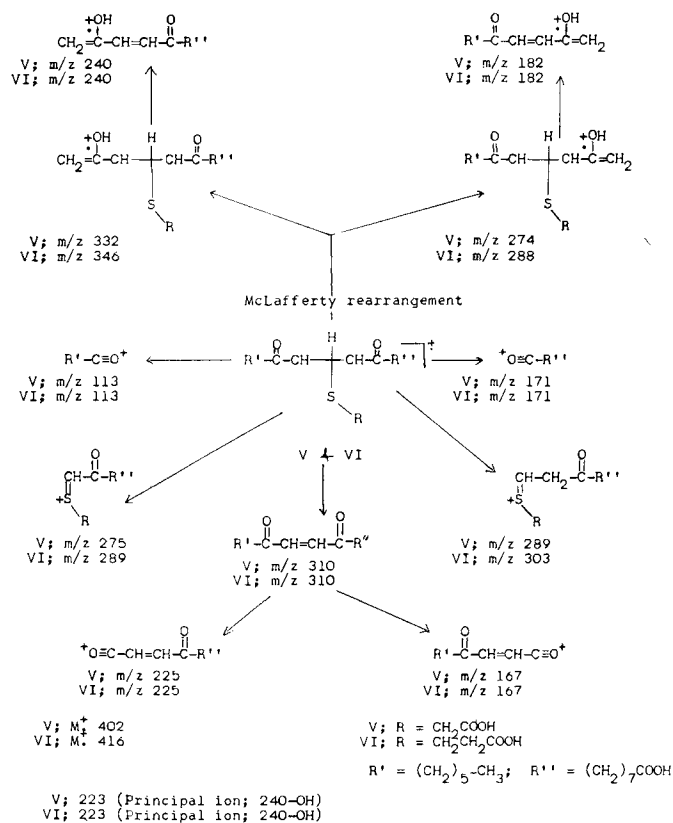 +OH O
CH2=C-CH=CH-C-R''
V; m/z 240
VI; m/z 240
O +OH
R'-C-CH=CH-C=CH2
V; m/z 182
VI; m/z 182
+OH H O
CH2=C-CH-CH-C-R''
S
R
V; m/z 332
VI; m/z 346
O H +OH
R'-C-CH-CH-C=CH2
S
R
V; m/z 274
VI; m/z 288
McLafferty rearrangement
R'-C≡O+
V; m/z 113
VI; m/z 113
O H O
R'-C-CH-CH-C-R''
S
R
V & VI
+O≡C-R''
V; m/z 171
VI; m/z 171
O
CH-C-R''
+S
R
V; m/z 275
VI; m/z 289
O
CH-CH2-C-R''
+S
R
V; m/z 289
VI; m/z 303
O O
R'-C-CH=CH-C-R''
V; m/z 310
VI; m/z 310
O
+O≡C-CH=CH-C-R''
V; m/z 225
VI; m/z 225
O
R'-C-CH=CH-C≡O+
V; m/z 167
VI; m/z 167
V; M+. 402
VI; M+. 416
V; R = CH2COOH
VI; R = CH2CH2COOH
R' = (CH2)5-CH3; R'' = (CH2)7COOH
V; 223 (Principal ion; 240-OH)
VI; 223 (Principal ion; 240-OH)